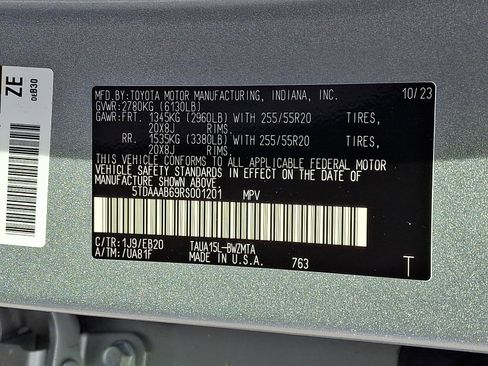 ZE
0EB30
MFD.BY:TOYOTA MOTOR MANUFACTURING, INDIANA, INC. 10/23
GVWR:2780KG (6130LB)
GAWR:FRT. 1345KG (2960LB) WITH 255/55R20 TIRES,
20X8J RIMS.
RR. 1535KG (3380LB) WITH 255/55R20 TIRES,
20X8J RIMS.
THIS VEHICLE CONFORMS TO ALL APPLICABLE FEDERAL MOTOR
VEHICLE SAFETY STANDARDS IN EFFECT ON THE DATE OF
MANUFACTURE SHOWN ABOVE.
5TDAAAB69RS001201 MPV
C/TR:1J9/EB20 TAUA15L-BWZMTA
A/TM:/UA81F MADE IN U.S.A. 763
T